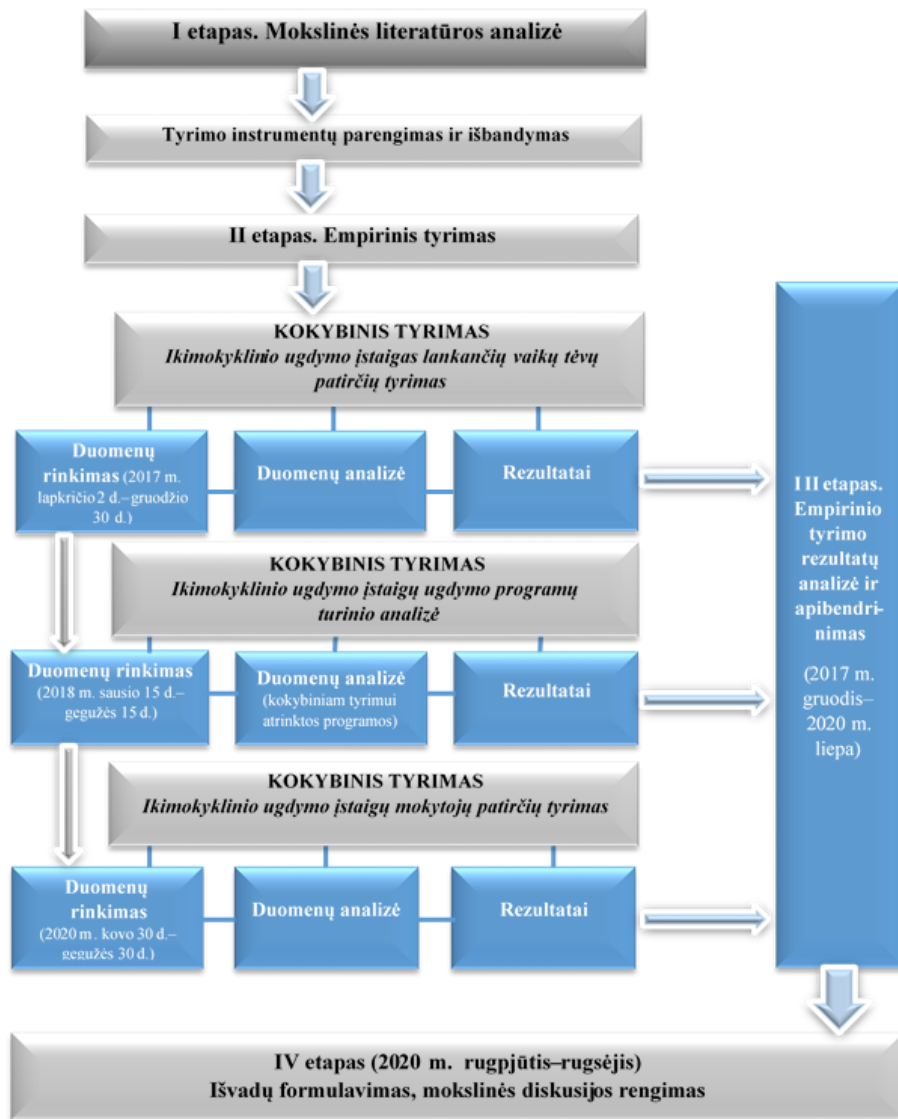 I etapas. Mokslinės literatūros analizė
Tyrimo instrumentų parengimas ir išbandymas
II etapas. Empirinis tyrimas
KOKYBINIS TYRIMAS
Ikimokyklinio ugdymo įstaigas lankančių vaikų tėvų
patirčių tyrimas
Duomenų
rinkimas (2017 m.
lapkričio 2 d.–gruodžio
30 d.)
Duomenų analizė
Rezultatai
KOKYBINIS TYRIMAS
Ikimokyklinio ugdymo įstaigų ugdymo programų
turinio analizė
Duomenų rinkimas
(2018 m. sausio 15 d.–
gegužės 15 d.)
Duomenų analizė
(kokybiniam tyrimui
atrinktos programos)
Rezultatai
KOKYBINIS TYRIMAS
Ikimokyklinio ugdymo įstaigų mokytojų patirčių tyrimas
Duomenų
rinkimas
(2020 m. kovo 30 d.–
gegužės 30 d.)
Duomenų analizė
Rezultatai
I II etapas.
Empirinio
tyrimo
rezultatų
analizė ir
apibendri-
nimas
(2017 m.
gruodis–
2020 m.
liepa)
IV etapas (2020 m. rugpjūtis–rugsėjis)
Išvadų formulavimas, mokslinės diskusijos rengimas